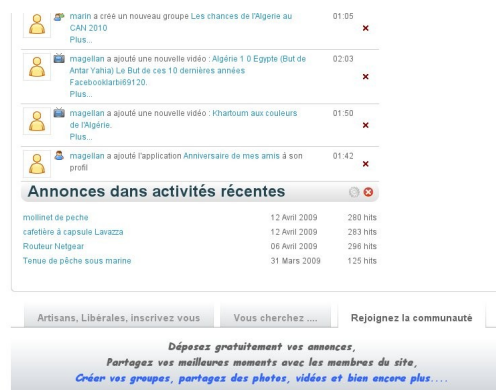 marin a créé un nouveau groupe Les chances de l'Algerie au 01:05
CAN 2010
Plus...
magellan a ajouté une nouvelle vidéo : Algérie 1 0 Egypte (But de 02:03
Antar Yahia) Le But de ces 10 dernières années
Facebooklarbi69120.
Plus...
magellan a ajouté une nouvelle vidéo : Khartoum aux couleurs 01:50
de l'Algérie.
Plus...
magellan a ajouté l'application Anniversaire de mes amis à son 01:42
profil
Annonces dans activités récentes
mollinet de peche 12 Avril 2009 280 hits
cafetière à capsule Lavazza 12 Avril 2009 283 hits
Routeur Netgear 06 Avril 2009 296 hits
Tenue de pêche sous marine 31 Mars 2009 125 hits
Artisans, Libérales, inscrivez vous Vous cherchez .... Rejoignez la communauté
Déposez gratuitement vos annonces,
Partagez vos meilleures moments avec les membres du site,
Créer vos groupes, partagez des photos, vidéos et bien encore plus....